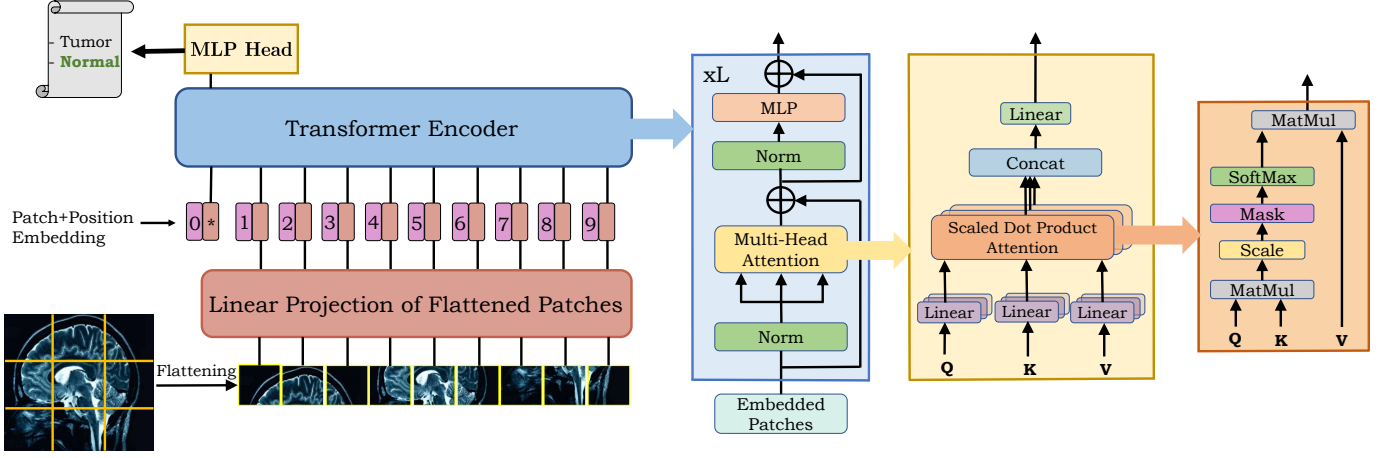 - Tumor
- Normal
MLP Head
Transformer Encoder
Patch+Position
Embedding
0 * 1 2 3 4 5 6 7 8 9
Linear Projection of Flattened Patches
Flattening
xL
MLP
Norm
Multi-Head
Attention
Norm
Embedded
Patches
Linear
Concat
Scaled Dot Product
Attention
Linear Linear Linear
Q K V
MatMul
SoftMax
Mask
Scale
MatMul
Q K V